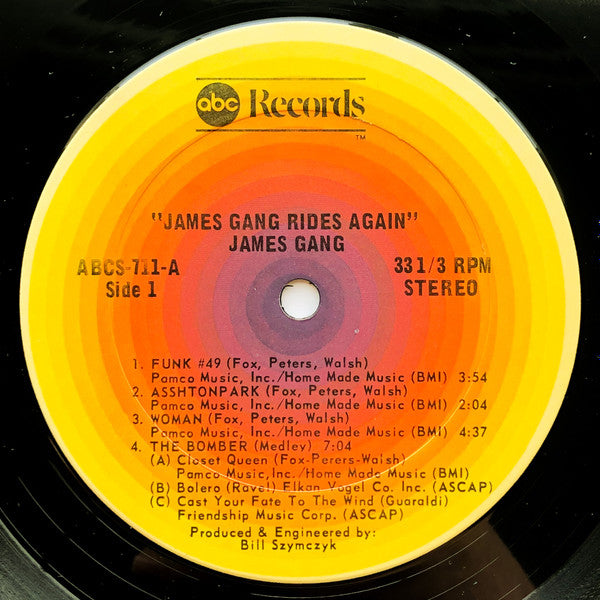 abc Records
TM
"JAMES GANG RIDES AGAIN"
JAMES GANG
ABCS-711-A
Side 1
33 1/3 RPM
STEREO
1. FUNK #49 (Fox, Peters, Walsh)
Pamco Music, Inc./Home Made Music (BMI) 3:54
2. ASSHTONPARK (Fox, Peters, Walsh)
Pamco Music, Inc./Home Made Music (BMI) 2:04
3. WOMAN (Fox, Peters, Walsh)
Pamco Music, Inc./Home Made Music (BMI) 4:37
4. THE BOMBER (Medley) 7:04
(A) Closet Queen (Fox-Perers-Walsh)
Pamco Music, Inc. /Home Made Music (BMI)
(B) Bolero (Ravel) Elkan Vogel Co. Inc. (ASCAP)
(C) Cast Your Fate To The Wind (Guaraldi)
Friendship Music Corp. (ASCAP)
Produced & Engineered by:
Bill Szymczyk